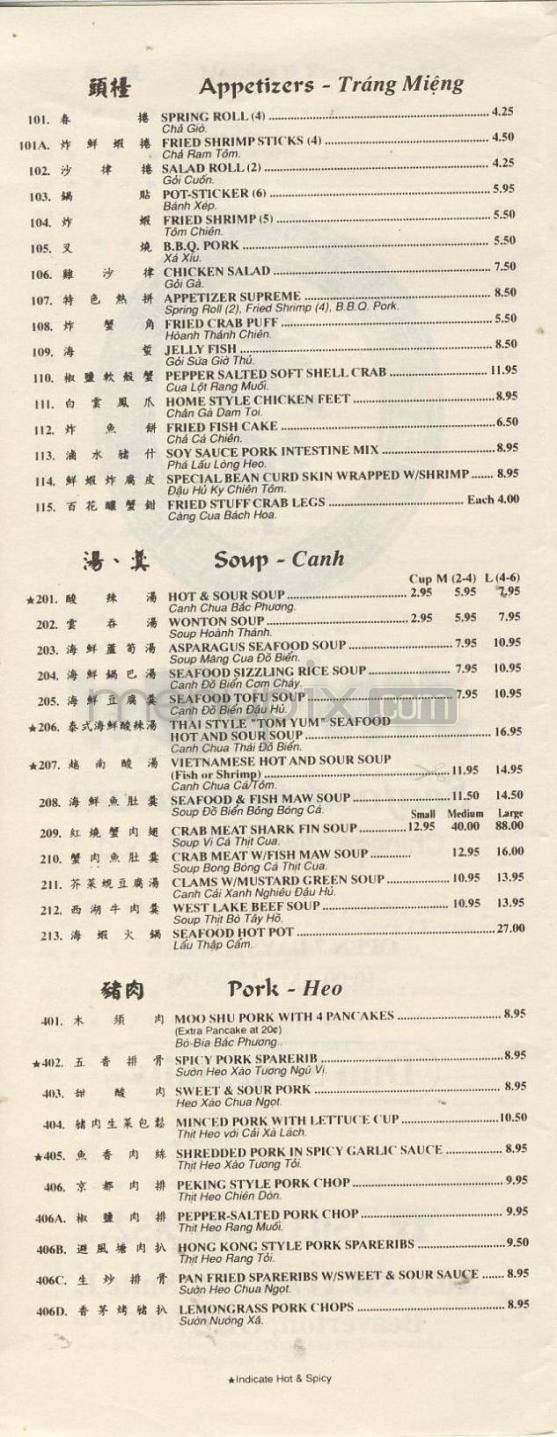 頭檯 Appetizers - Tráng Miệng
101. 春捲 SPRING ROLL (4) 4.25
Chả Giò.
101A. 炸鮮蝦捲 FRIED SHRIMP STICKS (4) 4.50
Chả Ram Tôm.
102. 沙律捲 SALAD ROLL (2) 4.25
Gỏi Cuốn.
103. 鍋貼 POT-STICKER (6) 5.95
Bánh Xép.
104. 炸蝦 FRIED SHRIMP (5) 5.50
Tôm Chiên.
105. 叉燒 B.B.Q. PORK 5.50
Xá Xíu.
106. 雞沙律 CHICKEN SALAD 7.50
Gỏi Gà.
107. 特色熱拼 APPETIZER SUPREME 8.50
Spring Roll (2), Fried Shrimp (4), B.B.Q. Pork.
108. 炸蟹角 FRIED CRAB PUFF 5.50
Hòanh Thánh Chiên.
109. 海蜇 JELLY FISH 8.50
Gỏi Sứa Giò Thủ.
110. 椒鹽軟殼蟹 PEPPER SALTED SOFT SHELL CRAB 11.95
Cua Lột Rang Muối.
111. 白雲鳳爪 HOME STYLE CHICKEN FEET 8.95
Chân Gà Dam Toi.
112. 炸魚餅 FRIED FISH CAKE 6.50
Chả Cá Chiên.
113. 滷水豬什 SOY SAUCE PORK INTESTINE MIX 8.95
Phá Lấu Lòng Heo.
114. 鮮蝦炸腐皮 SPECIAL BEAN CURD SKIN WRAPPED W/SHRIMP 8.95
Đậu Hủ Ky Chiên Tôm.
115. 百花釀蟹鉗 FRIED STUFF CRAB LEGS Each 4.00
Càng Cua Bách Hoa.
湯、羹 Soup - Canh
Cup M (2-4) L (4-6)
★201. 酸辣湯 HOT & SOUR SOUP 2.95 5.95 7.95
Canh Chua Bắc Phương.
202. 雲吞湯 WONTON SOUP 2.95 5.95 7.95
Soup Hoành Thánh.
203. 海鮮蘆筍湯 ASPARAGUS SEAFOOD SOUP 7.95 10.95
Soup Măng Cua Đồ Biển.
204. 海鮮鍋巴湯 SEAFOOD SIZZLING RICE SOUP 7.95 10.95
Canh Đồ Biển Cơm Cháy.
205. 海鮮豆腐羹 SEAFOOD TOFU SOUP 7.95 10.95
Canh Đồ Biển Đậu Hủ.
★206. 泰式海鮮酸辣湯 THAI STYLE "TOM YUM" SEAFOOD
HOT AND SOUR SOUP 16.95
Canh Chua Thái Đồ Biển.
★207. 越南酸湯 VIETNAMESE HOT AND SOUR SOUP
(Fish or Shrimp) 11.95 14.95
Canh Chua Cá/Tôm.
208. 海鮮魚肚羹 SEAFOOD & FISH MAW SOUP 11.50 14.50
Soup Đồ Biển Bông Bóng Cá.
Small Medium Large
209. 紅燒蟹肉翅 CRAB MEAT SHARK FIN SOUP 12.95 40.00 88.00
Soup Vi Cá Thịt Cua.
210. 蟹肉魚肚羹 CRAB MEAT W/FISH MAW SOUP 12.95 16.00
Soup Bong Bóng Cá Thịt Cua.
211. 芥菜蜆豆腐湯 CLAMS W/MUSTARD GREEN SOUP 10.95 13.95
Canh Cải Xanh Nghiêu Đậu Hủ.
212. 西湖牛肉羹 WEST LAKE BEEF SOUP 10.95 13.95
Soup Thịt Bò Tây Hồ.
213. 海蝦火鍋 SEAFOOD HOT POT 27.00
Lẩu Thập Cẩm.
豬肉 Pork - Heo
401. 木須肉 MOO SHU PORK WITH 4 PANCAKES 8.95
(Extra Pancake at 20¢)
Bò-Bía Bắc Phương.
★402. 五香排骨 SPICY PORK SPARERIB 8.95
Sườn Heo Xào Tương Ngũ Vị.
403. 甜酸肉 SWEET & SOUR PORK 8.95
Heo Xào Chua Ngọt.
404. 豬肉生菜包鬆 MINCED PORK WITH LETTUCE CUP 10.50
Thịt Heo với Cải Xà Lách.
★405. 魚香肉絲 SHREDDED PORK IN SPICY GARLIC SAUCE 8.95
Thịt Heo Xào Tương Tỏi.
406. 京都肉排 PEKING STYLE PORK CHOP 9.95
Thịt Heo Chiên Dòn.
406A. 椒鹽肉排 PEPPER-SALTED PORK CHOP 9.95
Thịt Heo Rang Muối.
406B. 避風塘肉扒 HONG KONG STYLE PORK SPARERIBS 9.50
Thịt Heo Rang Tỏi.
406C. 生炒排骨 PAN FRIED SPARERIBS W/SWEET & SOUR SAUCE 8.95
Sườn Heo Chua Ngọt.
406D. 香茅烤豬扒 LEMONGRASS PORK CHOPS 8.95
Sườn Nướng Xả.
★Indicate Hot & Spicy